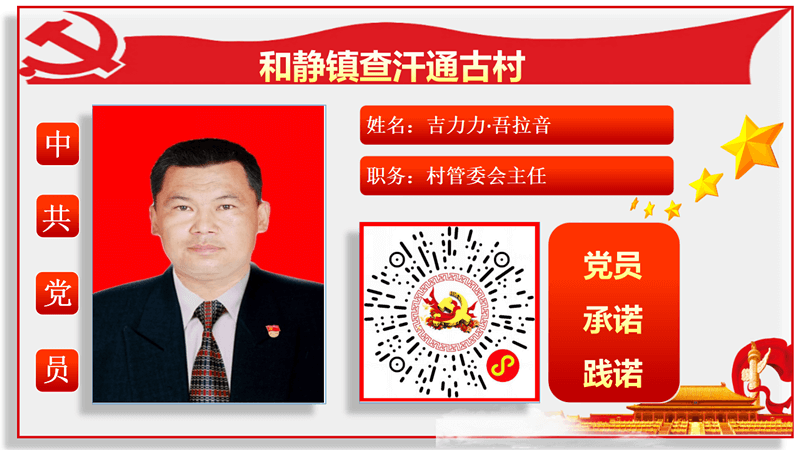 和静镇查汗通古村
中
共
党
员
姓名：吉力力·吾拉音
职务：村管委会主任
党员
承诺
践诺